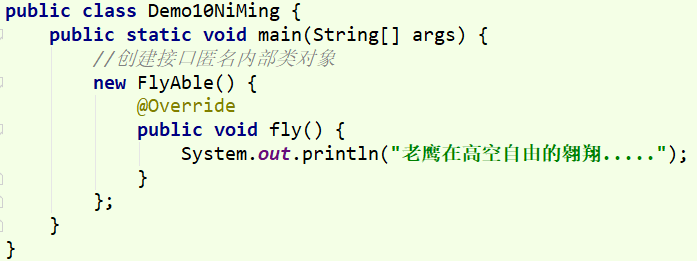 public class Demo10NiMing {
    public static void main(String[] args) {
        //创建接口匿名内部类对象
        new FlyAble() {
            @Override
            public void fly() {
                System.out.println("老鹰在高空自由的翱翔.....");
            }
        };
    }
}